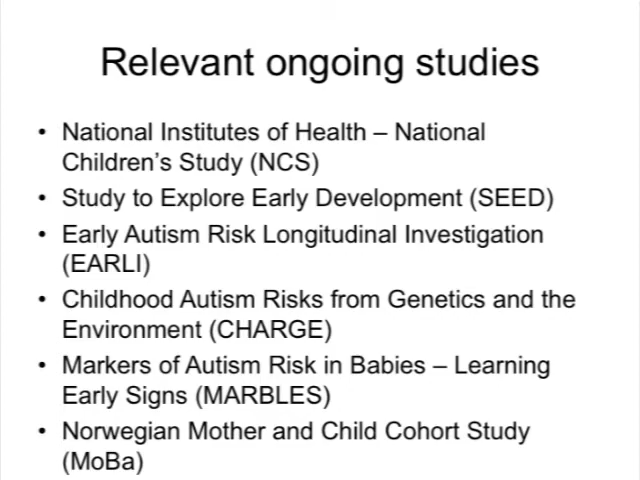 Relevant ongoing studies
• National Institutes of Health – National
Children's Study (NCS)
• Study to Explore Early Development (SEED)
• Early Autism Risk Longitudinal Investigation
(EARLI)
• Childhood Autism Risks from Genetics and the
Environment (CHARGE)
• Markers of Autism Risk in Babies – Learning
Early Signs (MARBLES)
• Norwegian Mother and Child Cohort Study
(MoBa)